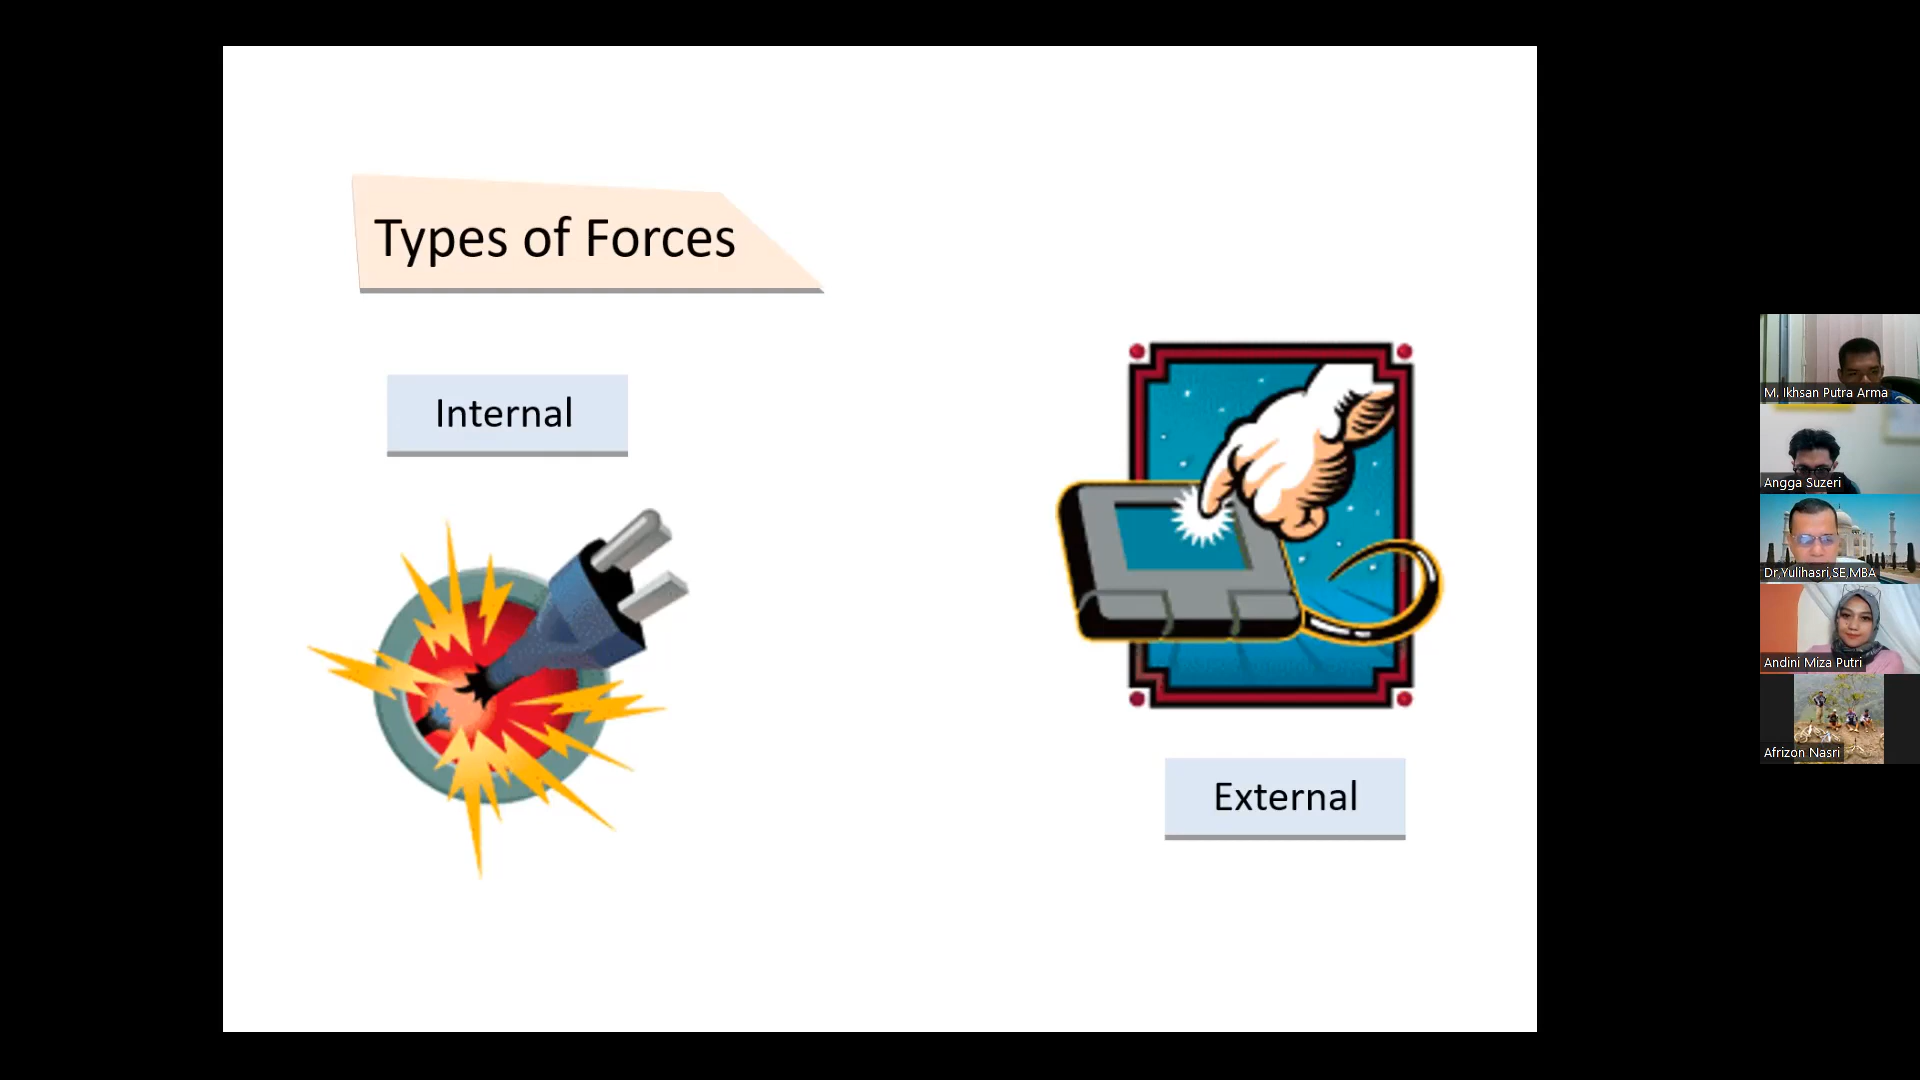 Types of Forces
Internal
External
M. Ikhsan Putra Arma
Angga Suzeri
Dr,Yulihasri,SE,MBA
Andini Miza Putri
Afrizon Nasri